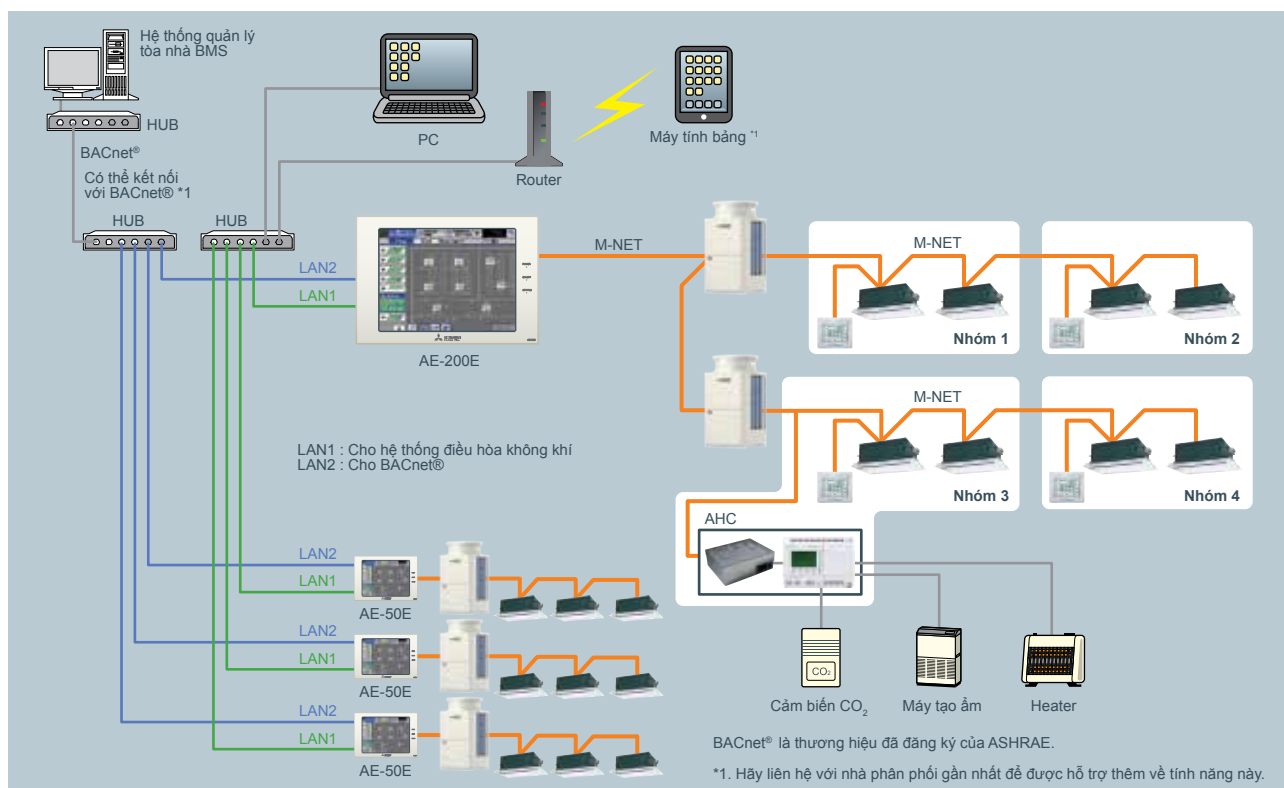 Hệ thống quản lý
tòa nhà BMS
HUB
BACnet®
Có thể kết nối
với BACnet® *1
HUB
HUB
PC
Router
Máy tính bảng *1
LAN2
LAN1
AE-200E
M-NET
M-NET
Nhóm 1
Nhóm 2
M-NET
Nhóm 3
Nhóm 4
LAN1 : Cho hệ thống điều hòa không khí
LAN2 : Cho BACnet®
AHC
LAN2
LAN1
AE-50E
LAN2
LAN1
AE-50E
LAN2
LAN1
AE-50E
CO₂
Cảm biến CO₂
Máy tạo ẩm
Heater
BACnet® là thương hiệu đã đăng ký của ASHRAE.
*1. Hãy liên hệ với nhà phân phối gần nhất để được hỗ trợ thêm về tính năng này.